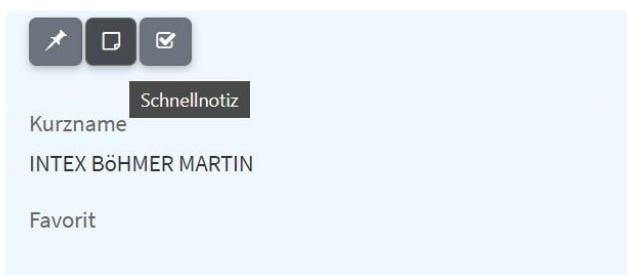 Schnellnotiz
Kurzname
INTEX BöHMER MARTIN
Favorit